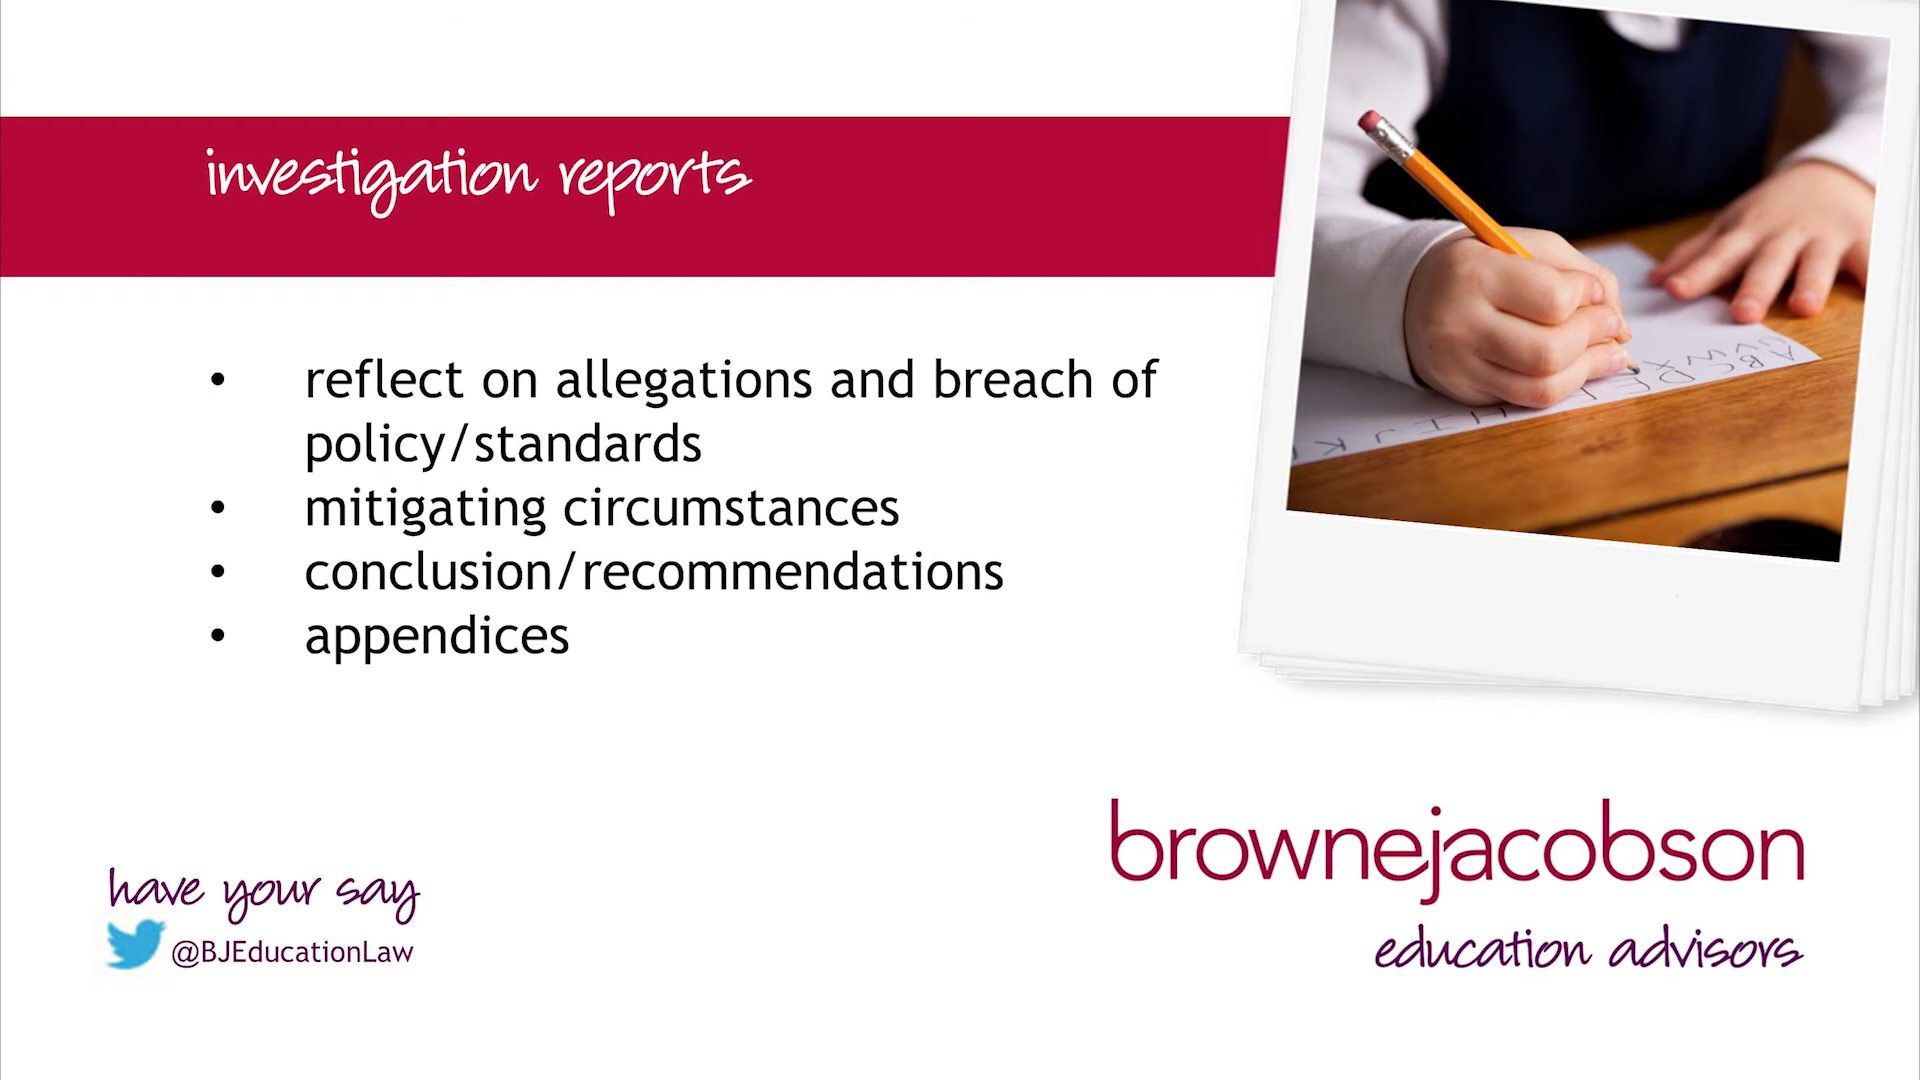 investigation reports
• reflect on allegations and breach of
policy/standards
• mitigating circumstances
• conclusion/recommendations
• appendices
have your say
@BJEducationLaw
brownejacobson
education advisors